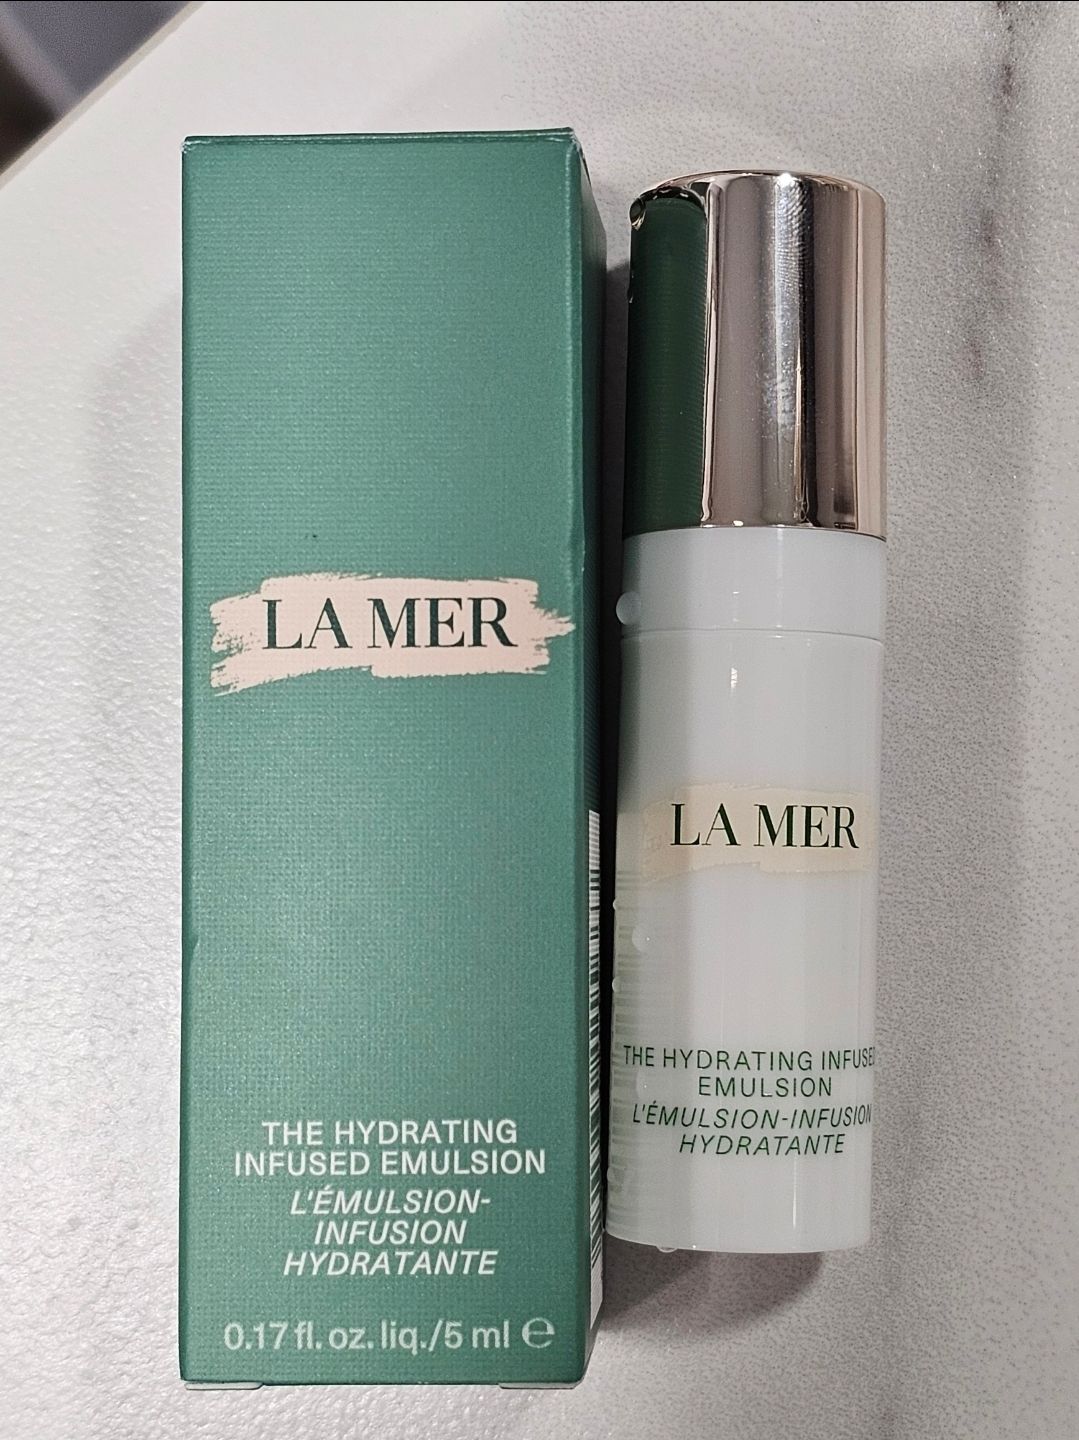 LA MER
THE HYDRATING
INFUSED EMULSION
L'ÉMULSION-
INFUSION
HYDRATANTE
0.17 fl. oz. liq./5 ml ℮
LA MER
THE HYDRATING INFUSED
EMULSION
L'ÉMULSION-INFUSION
HYDRATANTE